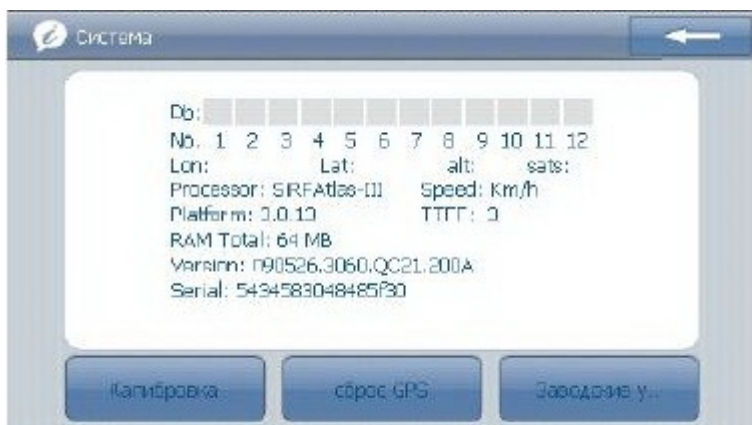 Система
Db:
No. 1 2 3 4 5 6 7 8 9 10 11 12
Lon: Lat: alt: sats:
Processor: SiRFAtlas-III Speed: Km/h
Platform: 3.0.13 TTFF: 0
RAM Total: 64 MB
Version: 090526.3060.QC21.200A
Serial: 5434583048485f30
Калибровка сброс GPS Заводские у...